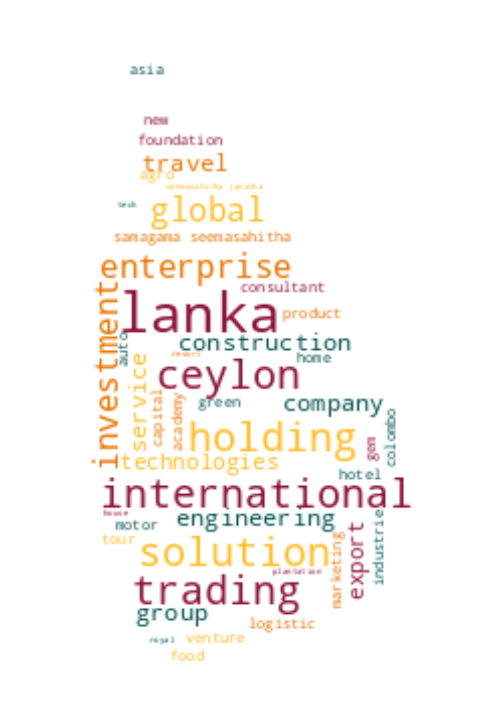 asia
new
foundation
travel
agro
seemasahitha janatha
tech
global
samagama seemasahitha
enterprise
consultant
lanka
product
investment
auto
construction
resort
home
service
ceylon
capital
academy
green
company
colombo
holding
gem
technologies
hotel
international
house
motor
engineering
industrie
tour
solution
export
marketing
plantation
trading
group
logistic
royal
venture
food